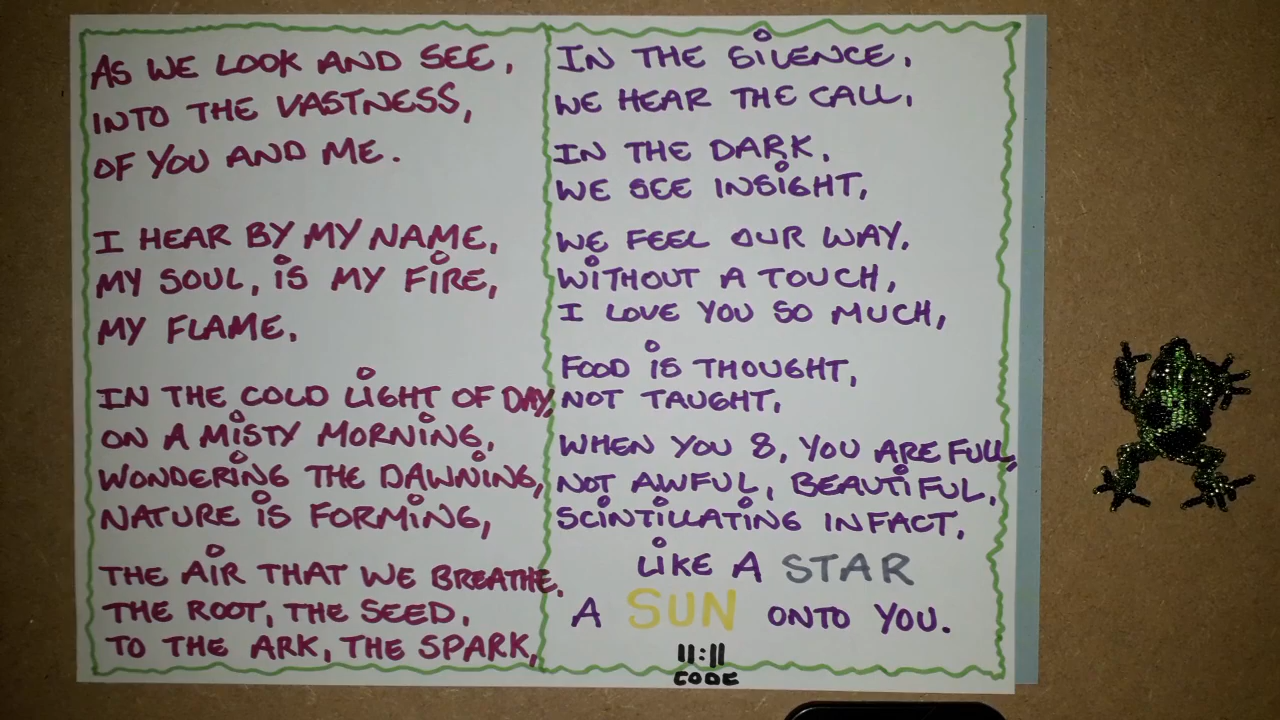 AS WE LOOK AND SEE,
INTO THE VASTNESS,
OF YOU AND ME.
I HEAR BY MY NAME,
MY SOUL, IS MY FIRE,
MY FLAME.
IN THE COLD LIGHT OF DAY,
ON A MISTY MORNING,
WONDERING THE DAWNING,
NATURE IS FORMING,
THE AIR THAT WE BREATHE.
THE ROOT, THE SEED.
TO THE ARK, THE SPARK,
IN THE SILENCE,
WE HEAR THE CALL,
IN THE DARK,
WE SEE INSIGHT,
WE FEEL OUR WAY,
WITHOUT A TOUCH,
I LOVE YOU SO MUCH,
FOOD IS THOUGHT,
NOT TAUGHT,
WHEN YOU 8, YOU ARE FULL,
NOT AWFUL, BEAUTIFUL,
SCINTILLATING IN FACT,
LIKE A STAR
A SUN ONTO YOU.
11:11
CODE